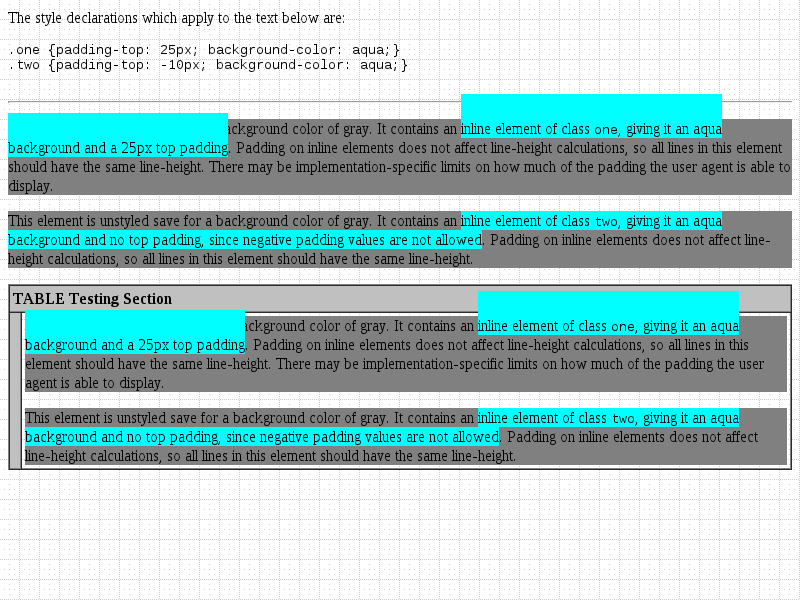 The style declarations which apply to the text below are:
.one {padding-top: 25px; background-color: aqua;}
.two {padding-top: -10px; background-color: aqua;}
ackground color of gray. It contains an inline element of class one, giving it an aqua
background and a 25px top padding. Padding on inline elements does not affect line-height calculations, so all lines in this element
should have the same line-height. There may be implementation-specific limits on how much of the padding the user agent is able to
display.
This element is unstyled save for a background color of gray. It contains an inline element of class two, giving it an aqua
background and no top padding, since negative padding values are not allowed. Padding on inline elements does not affect line-
height calculations, so all lines in this element should have the same line-height.
TABLE Testing Section
ackground color of gray. It contains an inline element of class one, giving it an aqua
background and a 25px top padding. Padding on inline elements does not affect line-height calculations, so all lines in this
element should have the same line-height. There may be implementation-specific limits on how much of the padding the user
agent is able to display.
This element is unstyled save for a background color of gray. It contains an inline element of class two, giving it an aqua
background and no top padding, since negative padding values are not allowed. Padding on inline elements does not affect
line-height calculations, so all lines in this element should have the same line-height.